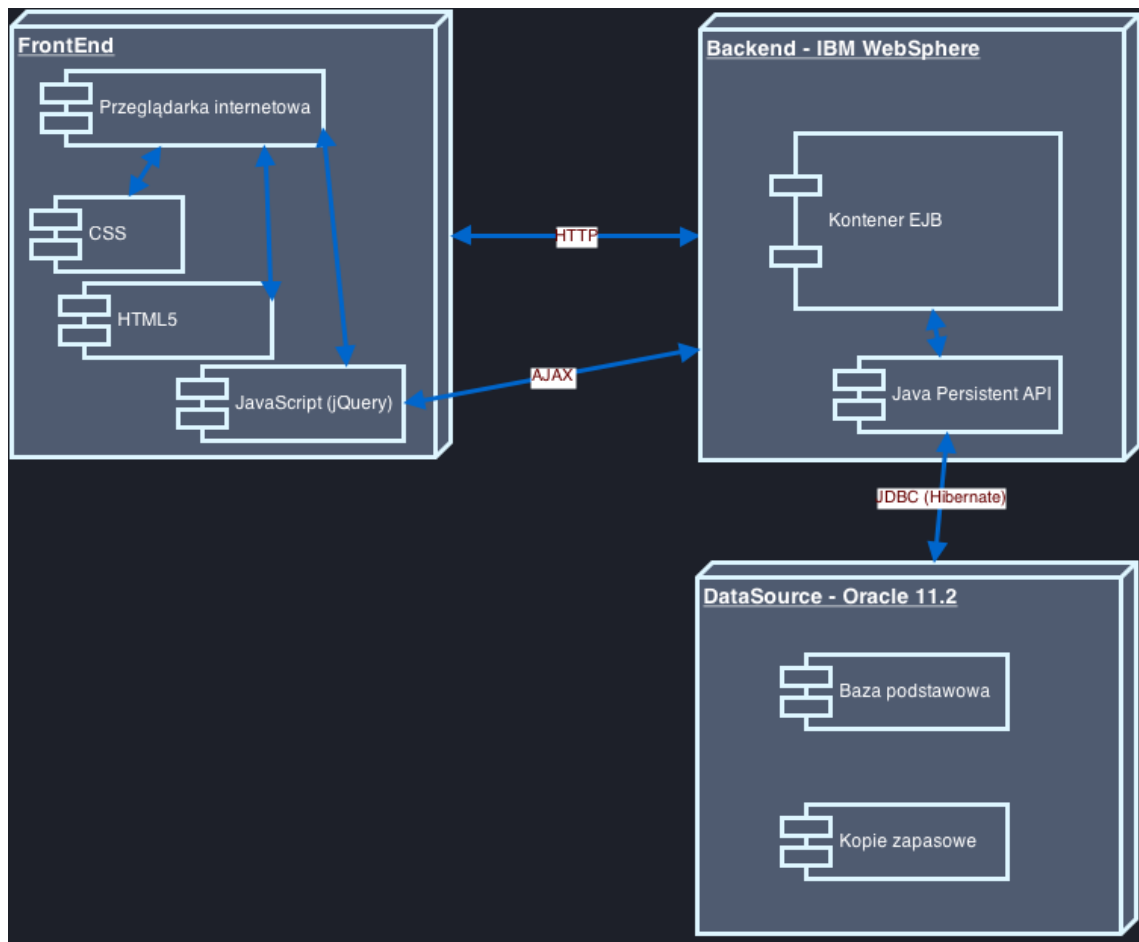 FrontEnd
Przeglądarka internetowa
CSS
HTML5
JavaScript (jQuery)
HTTP
AJAX
Backend - IBM WebSphere
Kontener EJB
Java Persistent API
JDBC (Hibernate)
DataSource - Oracle 11.2
Baza podstawowa
Kopie zapasowe